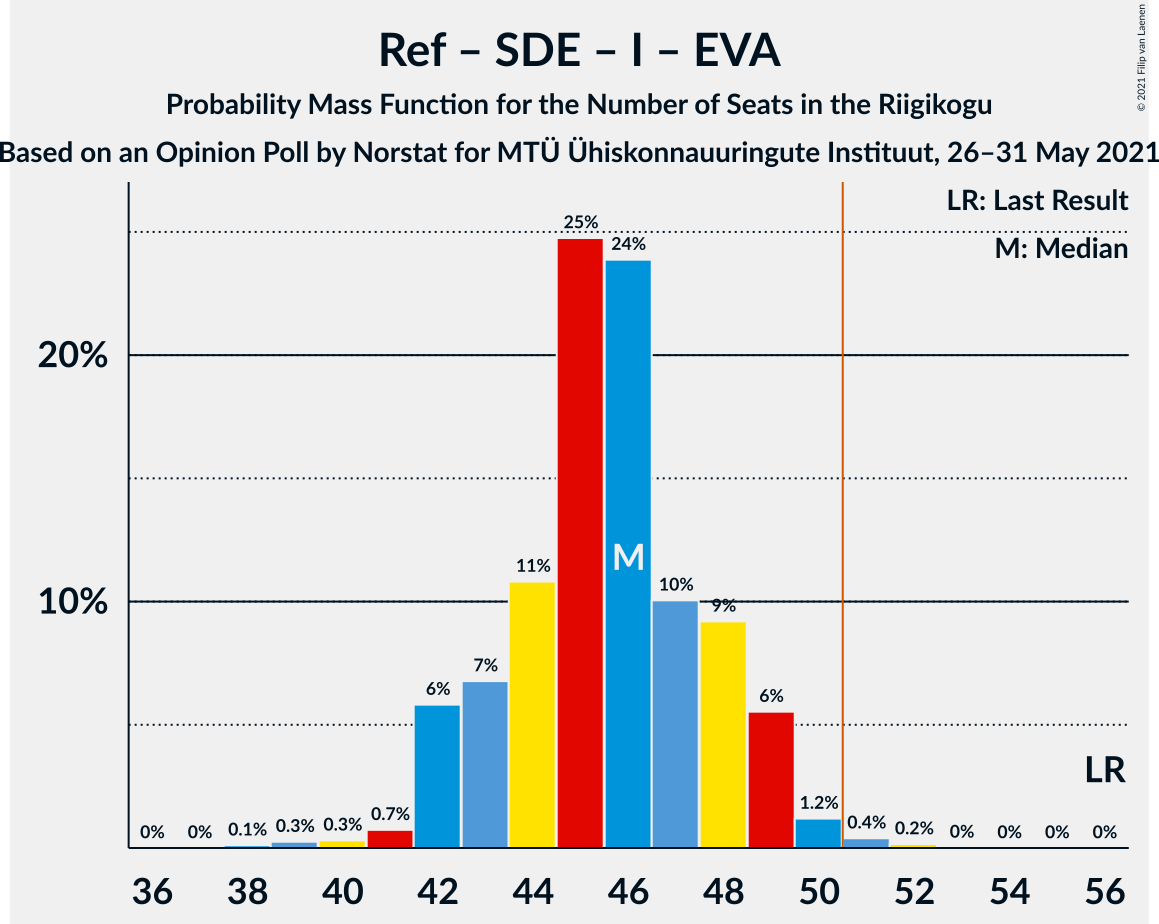 Ref – SDE – I – EVA
Probability Mass Function for the Number of Seats in the Riigikogu
Based on an Opinion Poll by Norstat for MTÜ Ühiskonnauuringute Instituut, 26–31 May 2021
© 2021 Filip van Laenen
LR: Last Result
M: Median
20%
10%
0% 0% 0.1% 0.3% 0.3% 0.7% 6% 7% 11% 25% 24% 10% 9% 6% 1.2% 0.4% 0.2% 0% 0% 0% 0%
M
LR
36 38 40 42 44 46 48 50 52 54 56